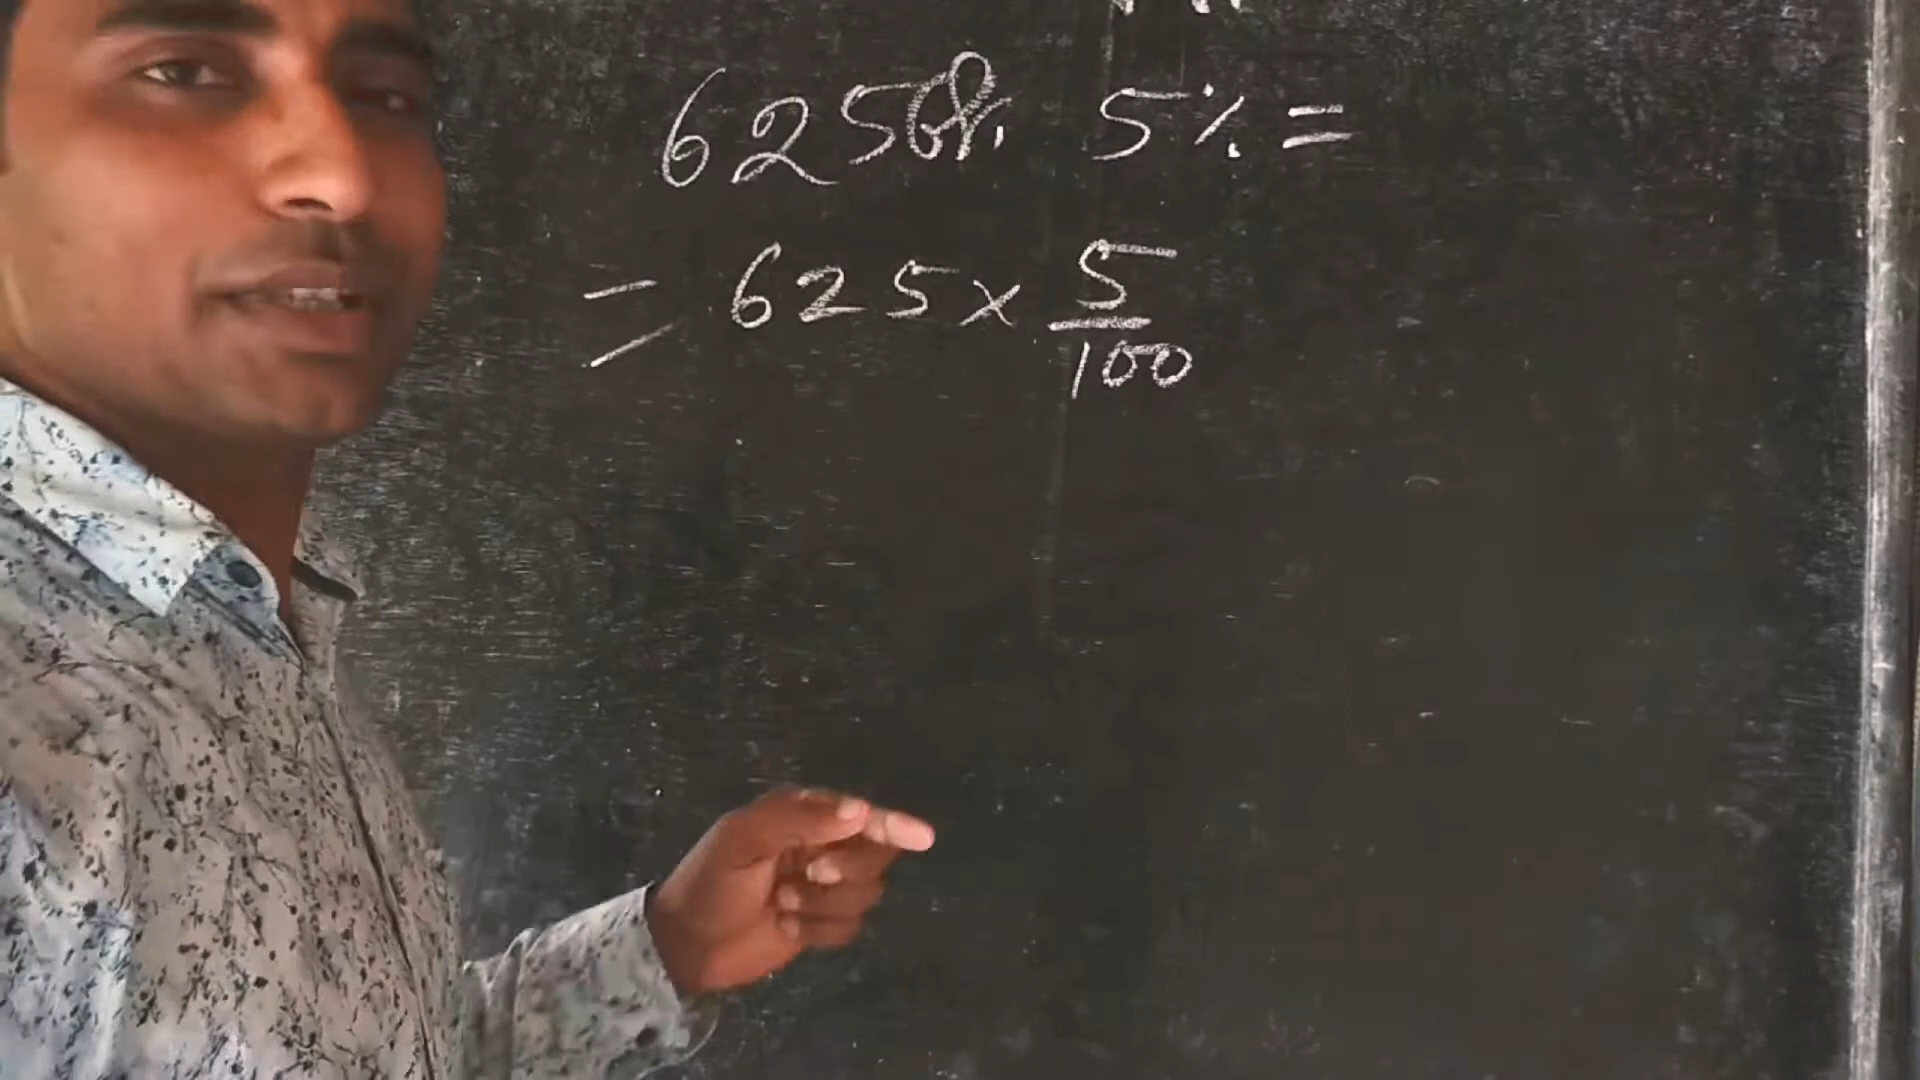 625 5% =
= 625 × 5/100